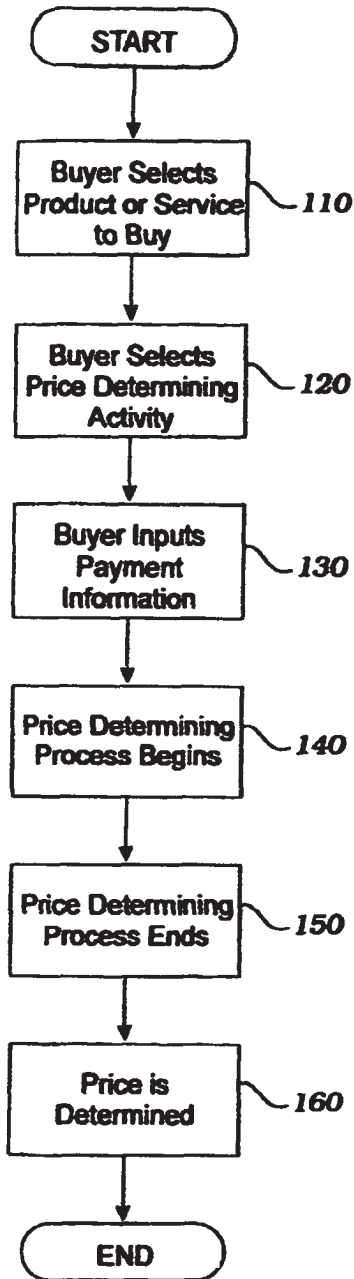 START
Buyer Selects
Product or Service
to Buy
110
Buyer Selects
Price Determining
Activity
120
Buyer Inputs
Payment
Information
130
Price Determining
Process Begins
140
Price Determining
Process Ends
150
Price is
Determined
160
END